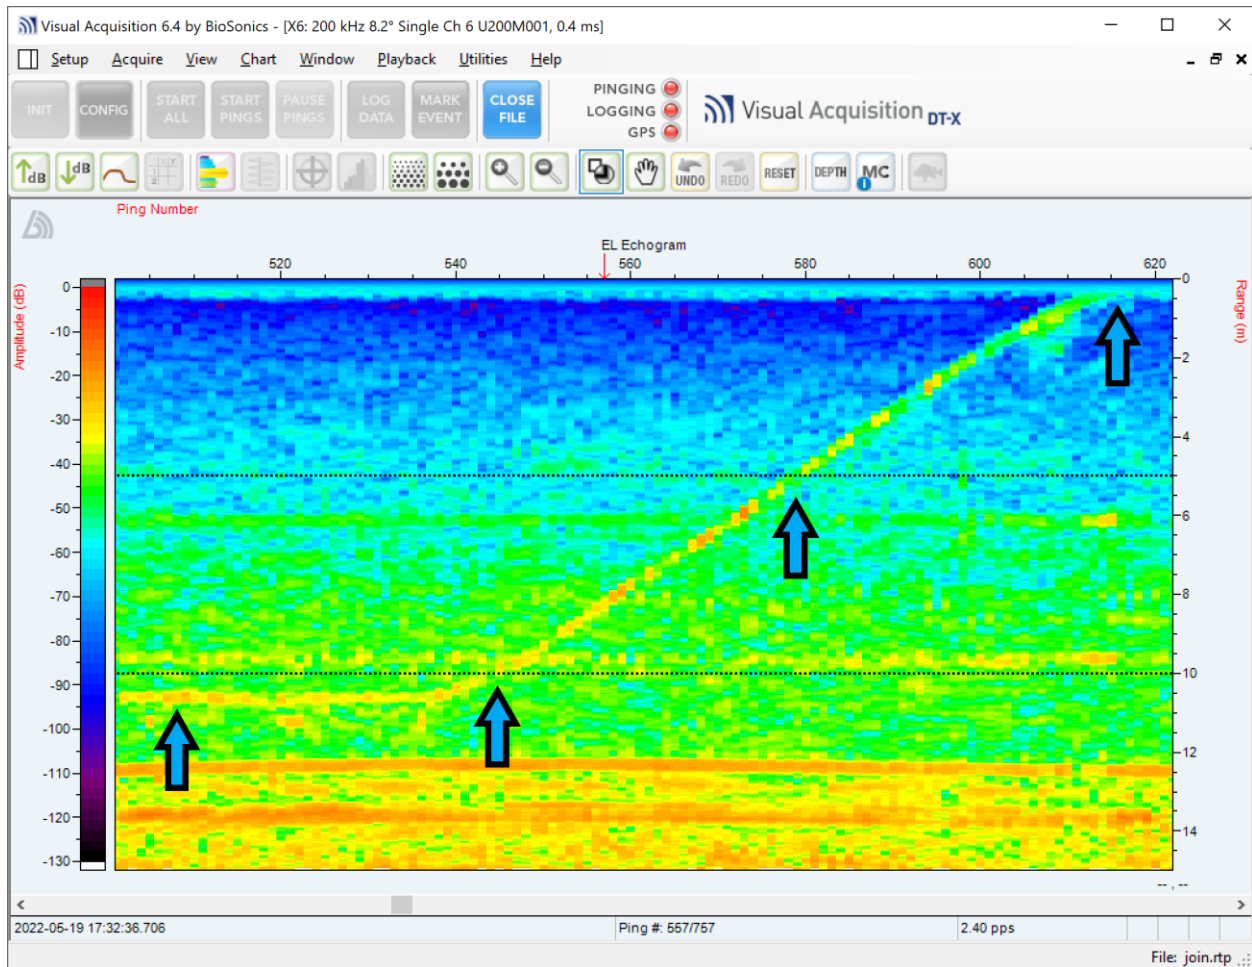 Visual Acquisition 6.4 by BioSonics - [X6: 200 kHz 8.2° Single Ch 6 U200M001, 0.4 ms]
Setup Acquire View Chart Window Playback Utilities Help
INIT CONFIG START ALL START PINGS PAUSE PINGS LOG DATA MARK EVENT CLOSE FILE
PINGING
LOGGING
GPS
Visual Acquisition DT-X
dB dB X Y Z UNDO REDO RESET DEPTH MC i
Ping Number
EL Echogram
520 540 560 580 600 620
Amplitude (dB)
0
-10
-20
-30
-40
-50
-60
-70
-80
-90
-100
-110
-120
-130
Range (m)
0
2
4
6
8
10
12
14
-- , --
2022-05-19 17:32:36.706 Ping #: 557/757 2.40 pps
File: join.rtp